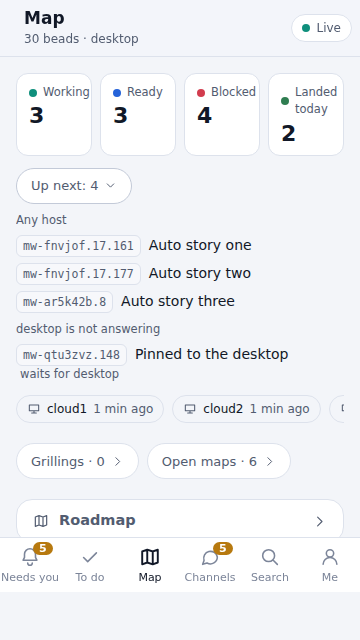 Map
30 beads · desktop
Live
Working
3
Ready
3
Blocked
4
Landed
today
2
Up next: 4
Any host
mw-fnvjof.17.161 Auto story one
mw-fnvjof.17.177 Auto story two
mw-ar5k42b.8 Auto story three
desktop is not answering
mw-qtu3zvz.148 Pinned to the desktop
waits for desktop
cloud1 1 min ago
cloud2 1 min ago
Grillings · 0
Open maps · 6
Roadmap
5
Needs you
To do
Map
5
Channels
Search
Me